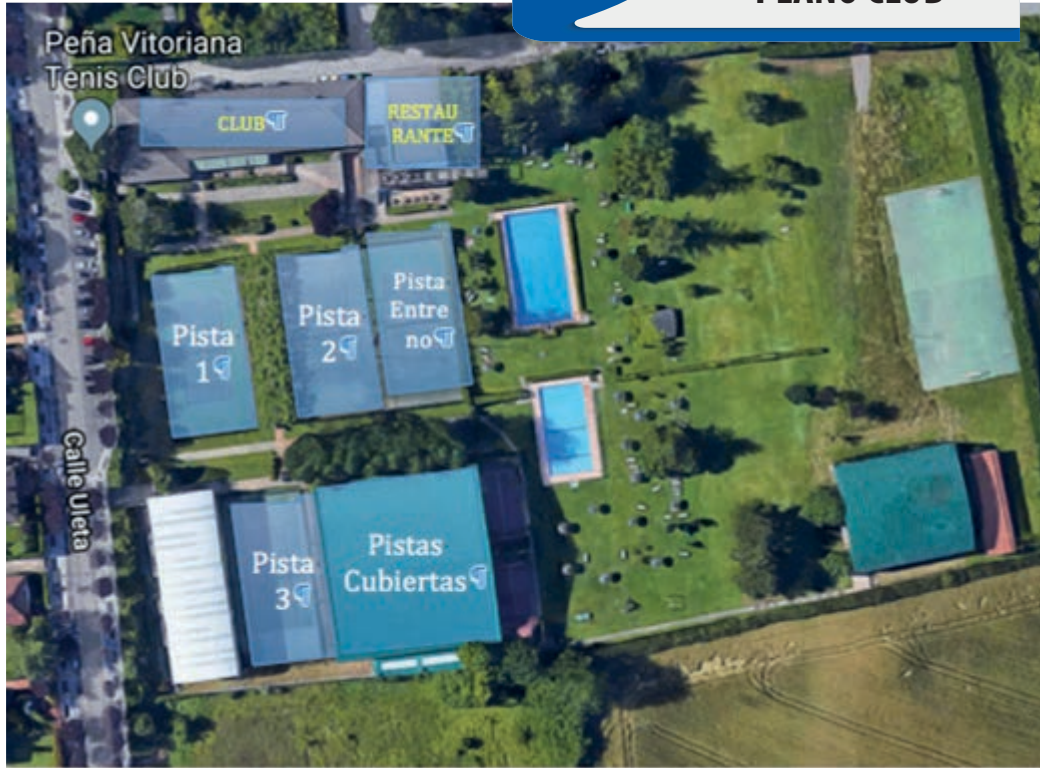 PLANO CLUB
Peña Vitoriana
Tenis Club
CLUB
RESTAU
RANTE
Pista
Entre
no
Pista
1
Pista
2
Calle Uleta
Pista
3
Pistas
Cubiertas